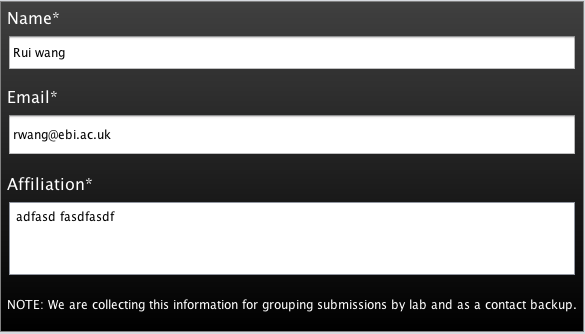 Name*
Rui wang
Email*
rwang@ebi.ac.uk
Affiliation*
adfasd fasdfasdf
NOTE: We are collecting this information for grouping submissions by lab and as a contact backup.